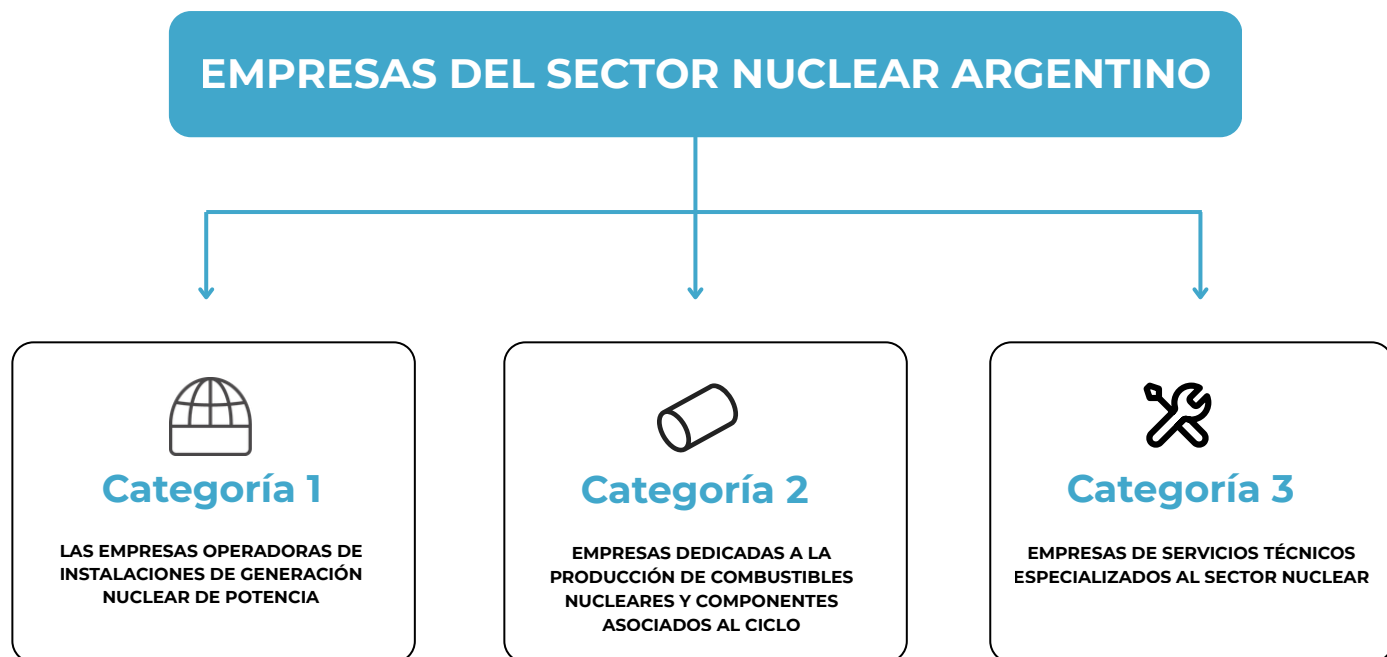 EMPRESAS DEL SECTOR NUCLEAR ARGENTINO
Categoría 1
LAS EMPRESAS OPERADORAS DE
INSTALACIONES DE GENERACIÓN
NUCLEAR DE POTENCIA
Categoría 2
EMPRESAS DEDICADAS A LA
PRODUCCIÓN DE COMBUSTIBLES
NUCLEARES Y COMPONENTES
ASOCIADOS AL CICLO
Categoría 3
EMPRESAS DE SERVICIOS TÉCNICOS
ESPECIALIZADOS AL SECTOR NUCLEAR